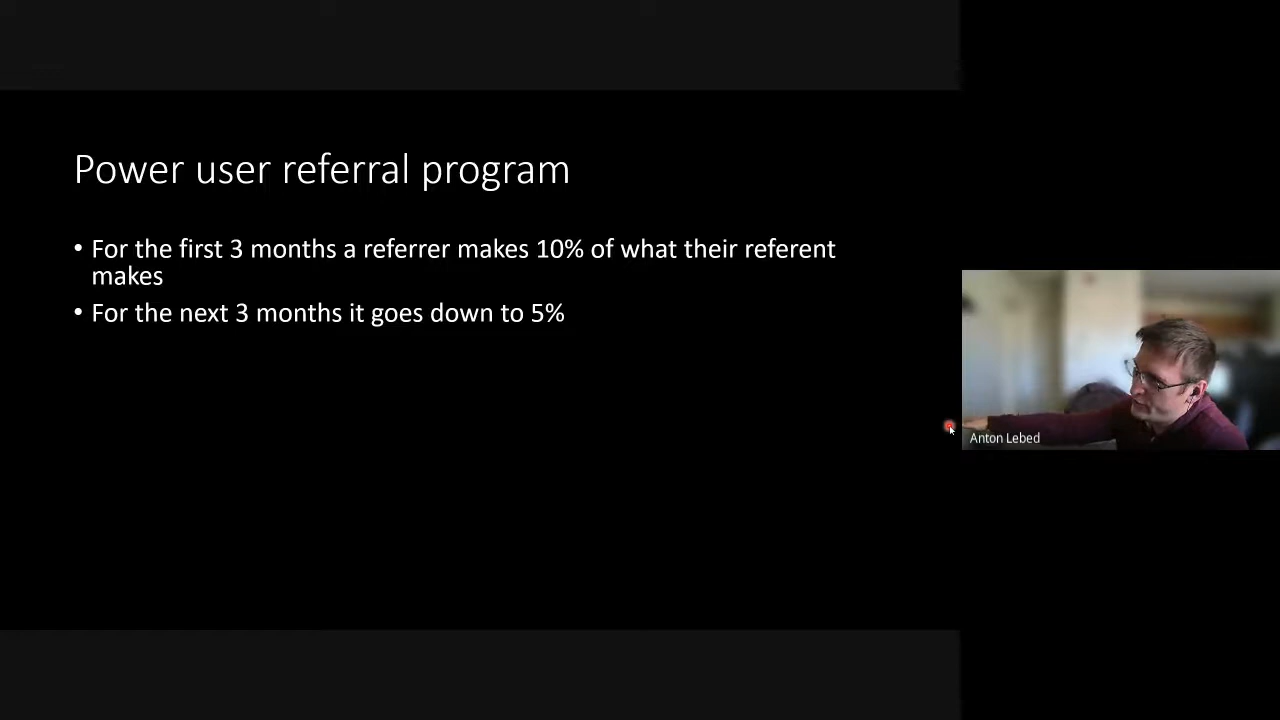 Power user referral program
• For the first 3 months a referrer makes 10% of what their referent
makes
• For the next 3 months it goes down to 5%
Anton Lebed